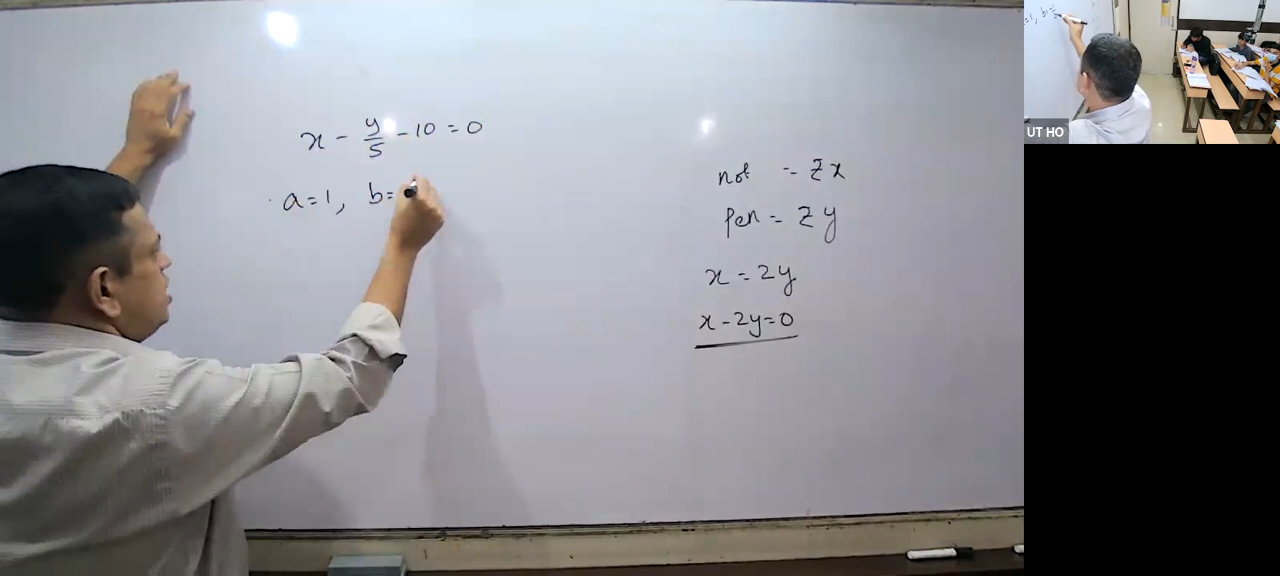 x - y/5 - 10 = 0
a = 1, b =
not = ₹ x
Pen = ₹ y
x = 2y
x - 2y = 0
UT HO